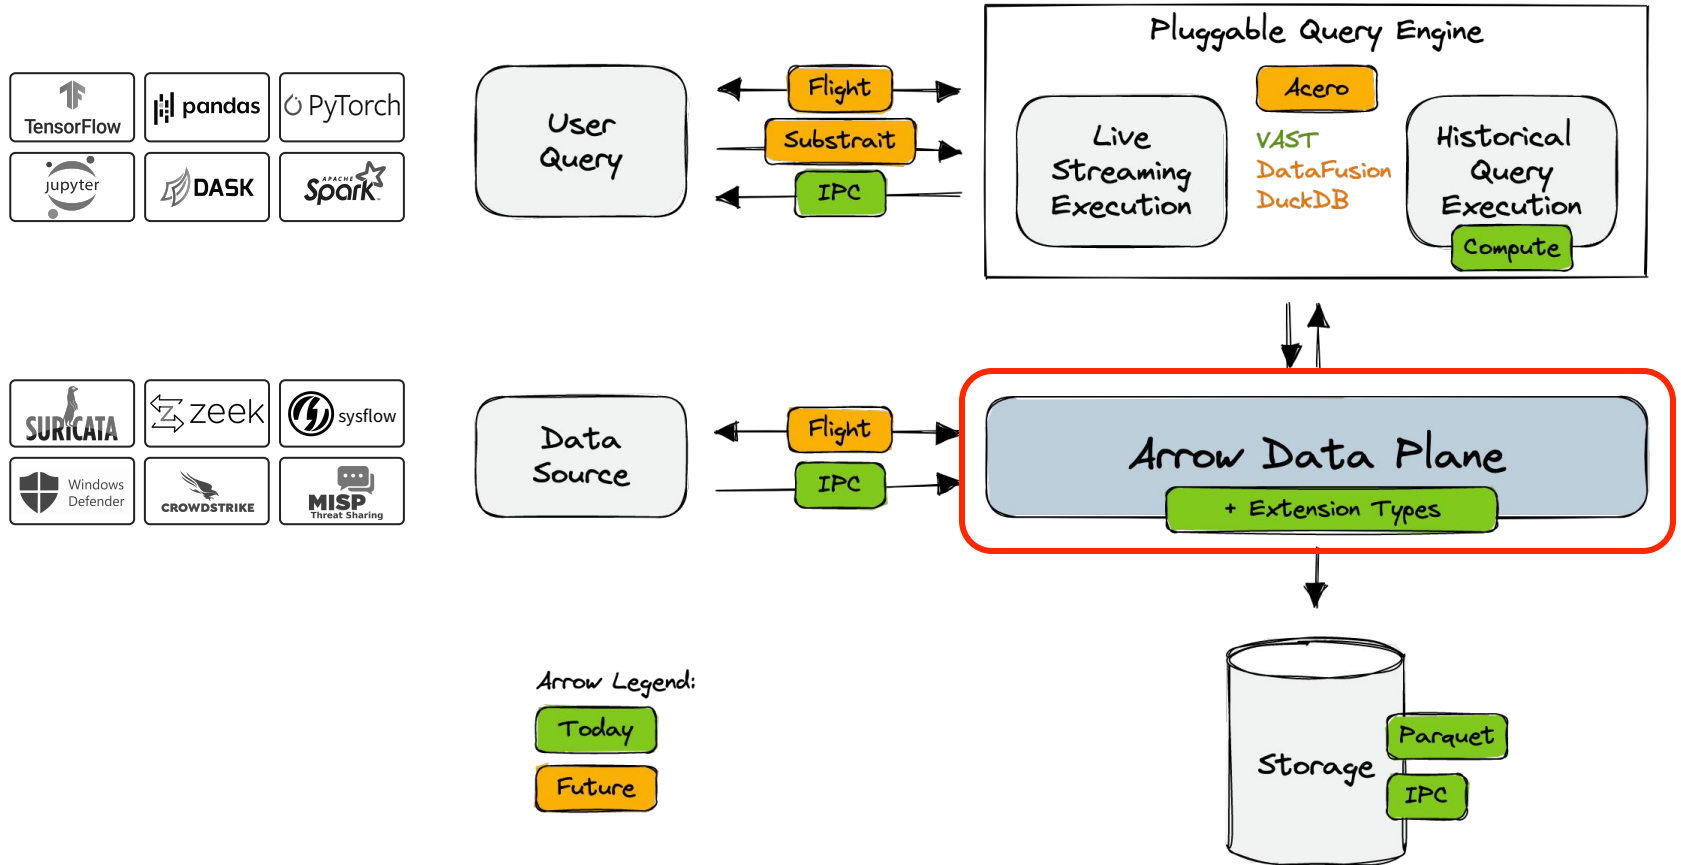 Pluggable Query Engine
TensorFlow
pandas
PyTorch
jupyter
DASK
APACHE
Spark
User
Query
Flight
Substrait
IPC
Live
Streaming
Execution
Acero
VAST
DataFusion
DuckDB
Historical
Query
Execution
Compute
SURICATA
zeek
sysflow
Windows
Defender
CROWDSTRIKE
MISP
Threat Sharing
Data
Source
Flight
IPC
Arrow Data Plane
+ Extension Types
Arrow Legend:
Today
Future
Storage
Parquet
IPC